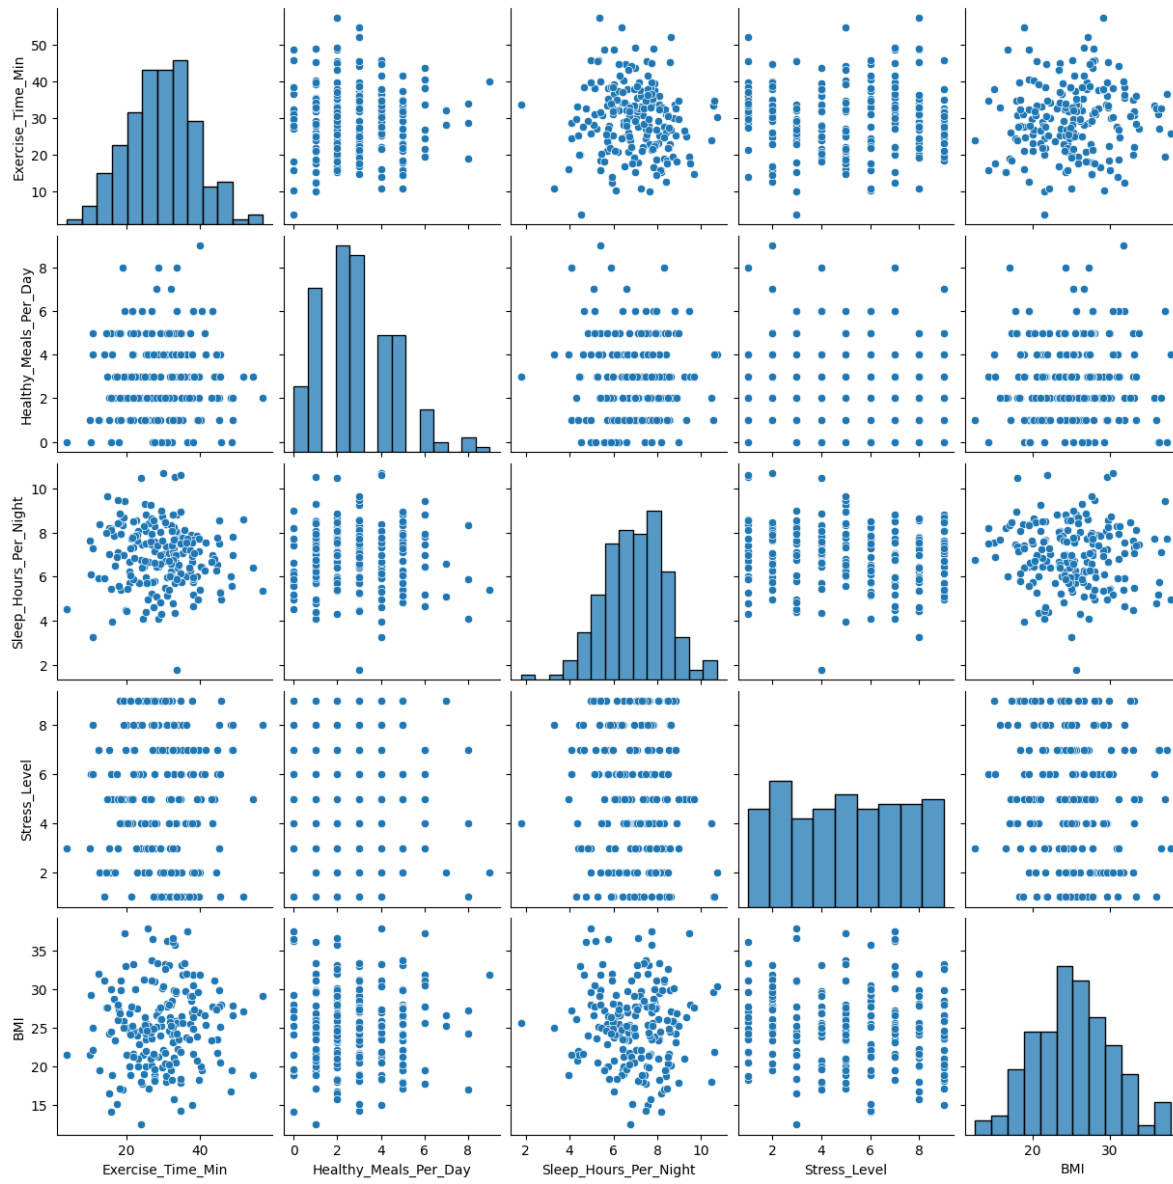 Exercise_Time_Min
50
40
30
20
10
Healthy_Meals_Per_Day
8
6
4
2
0
Sleep_Hours_Per_Night
10
8
6
4
2
Stress_Level
8
6
4
2
BMI
35
30
25
20
15
20 40
0 2 4 6 8
2 4 6 8 10
2 4 6 8
20 30
Exercise_Time_Min
Healthy_Meals_Per_Day
Sleep_Hours_Per_Night
Stress_Level
BMI